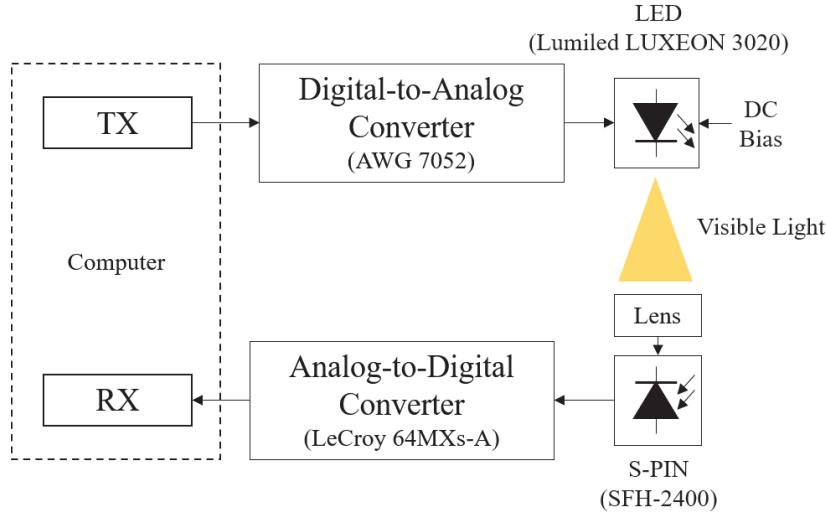 LED
(Lumiled LUXEON 3020)
TX
Digital-to-Analog
Converter
(AWG 7052)
DC
Bias
Visible Light
Computer
Lens
RX
Analog-to-Digital
Converter
(LeCroy 64MXs-A)
S-PIN
(SFH-2400)